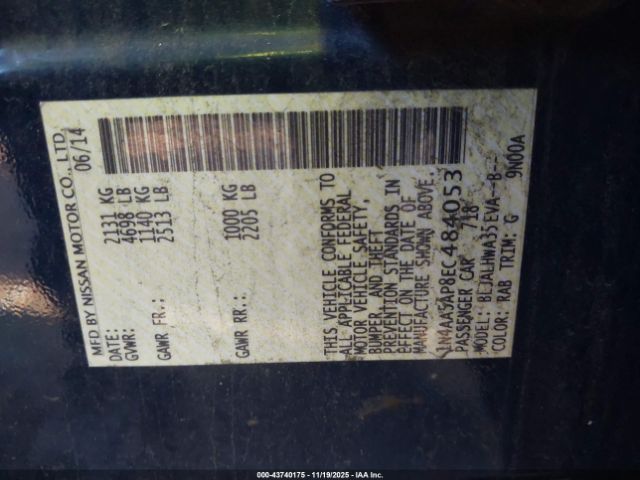 MFD BY NISSAN MOTOR CO., LTD.
DATE: 06/14
GVWR: 2131 KG
4698 LB
GAWR FR.: 1140 KG
2513 LB
GAWR RR.: 1000 KG
2205 LB
THIS VEHICLE CONFORMS TO
ALL APPLICABLE FEDERAL
MOTOR VEHICLE SAFETY,
BUMPER, AND THEFT
PREVENTION STANDARDS IN
EFFECT ON THE DATE OF
MANUFACTURE SHOWN ABOVE.
1N4AA5AP8EC484053
PASSENGER CAR 718
MODEL: BLJALHWA35EVA--B--
COLOR: RAB TRIM: G 9N00A
000-43740175 - 11/19/2025 - IAA Inc.